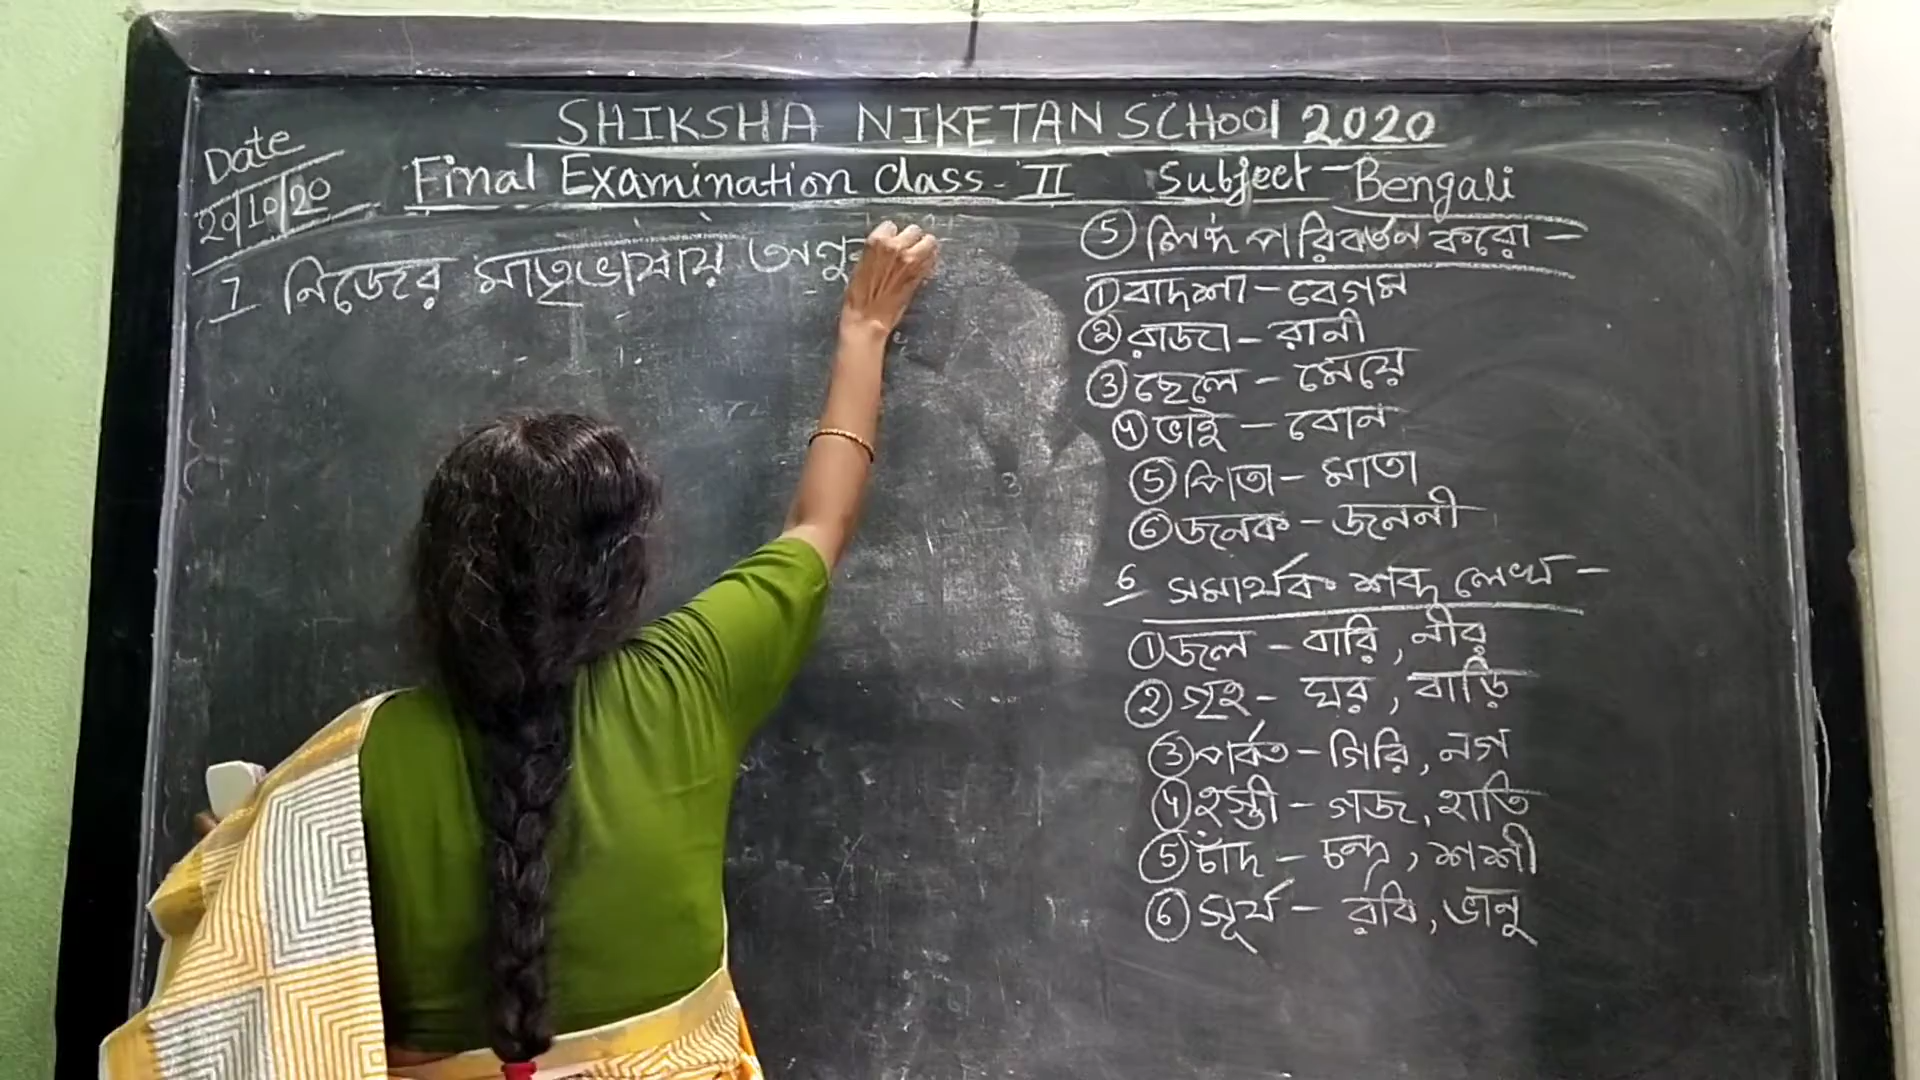 SHIKSHA NIKETAN SCHOOl 2020
Date
20/10/20
Final Examination Class - II Subject - Bengali
7 নিজের মাতৃভাষায়
⑤ লিঙ্গ পরিবর্তন করো -
① বাদশা - বেগম
② রাজা - রানী
③ ছেলে - মেয়ে
④ ভাই - বোন
⑤ পিতা - মাতা
⑥ জনক - জননী
6 সমার্থক শব্দ লেখ -
① জল - বারি, নীর
② গৃহ - ঘর, বাড়ি
③ পর্বত - গিরি, নগ
④ হস্তী - গজ, হাতি
⑤ চাঁদ - চন্দ্র, শশী
⑥ সূর্য - রবি, ভানু